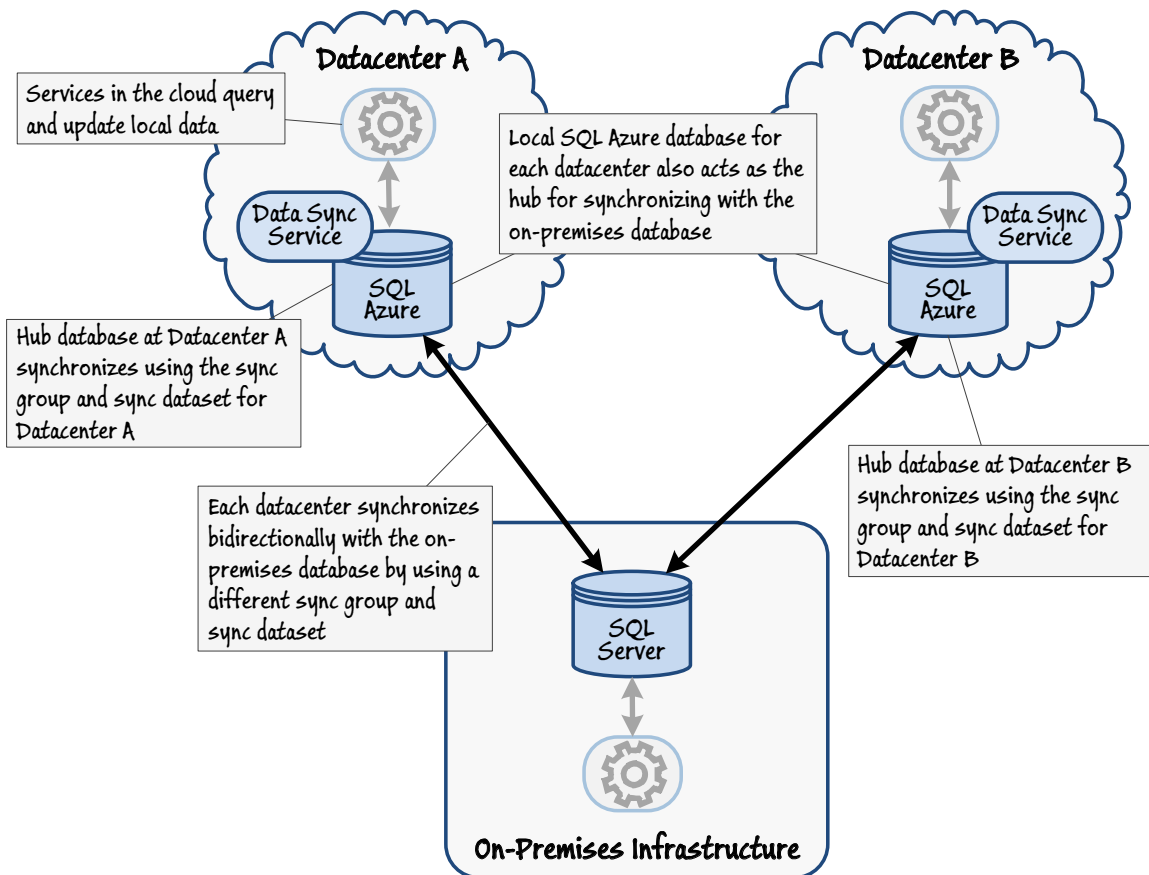 Datacenter A
Datacenter B
Services in the cloud query
and update local data
Local SQL Azure database for
each datacenter also acts as the
hub for synchronizing with the
on-premises database
Data Sync
Service
Data Sync
Service
SQL
Azure
SQL
Azure
Hub database at Datacenter A
synchronizes using the sync
group and sync dataset for
Datacenter A
Hub database at Datacenter B
synchronizes using the sync
group and sync dataset for
Datacenter B
Each datacenter synchronizes
bidirectionally with the on-
premises database by using a
different sync group and
sync dataset
SQL
Server
On-Premises Infrastructure